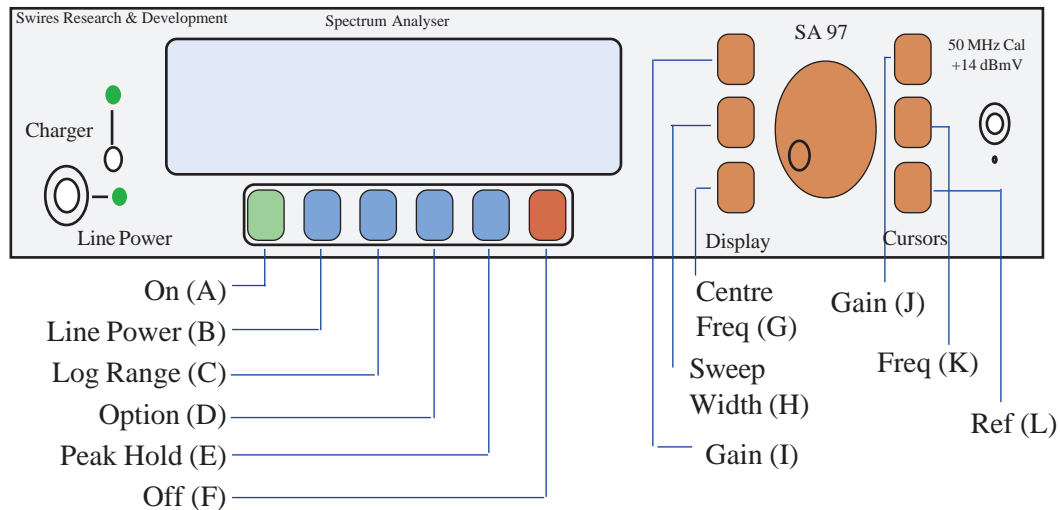 Swires Research & Development
Spectrum Analyser
SA 97
50 MHz Cal
+14 dBmV
Charger
Line Power
Display
Cursors
On (A)
Line Power (B)
Log Range (C)
Option (D)
Peak Hold (E)
Off (F)
Centre
Freq (G)
Sweep
Width (H)
Gain (I)
Gain (J)
Freq (K)
Ref (L)